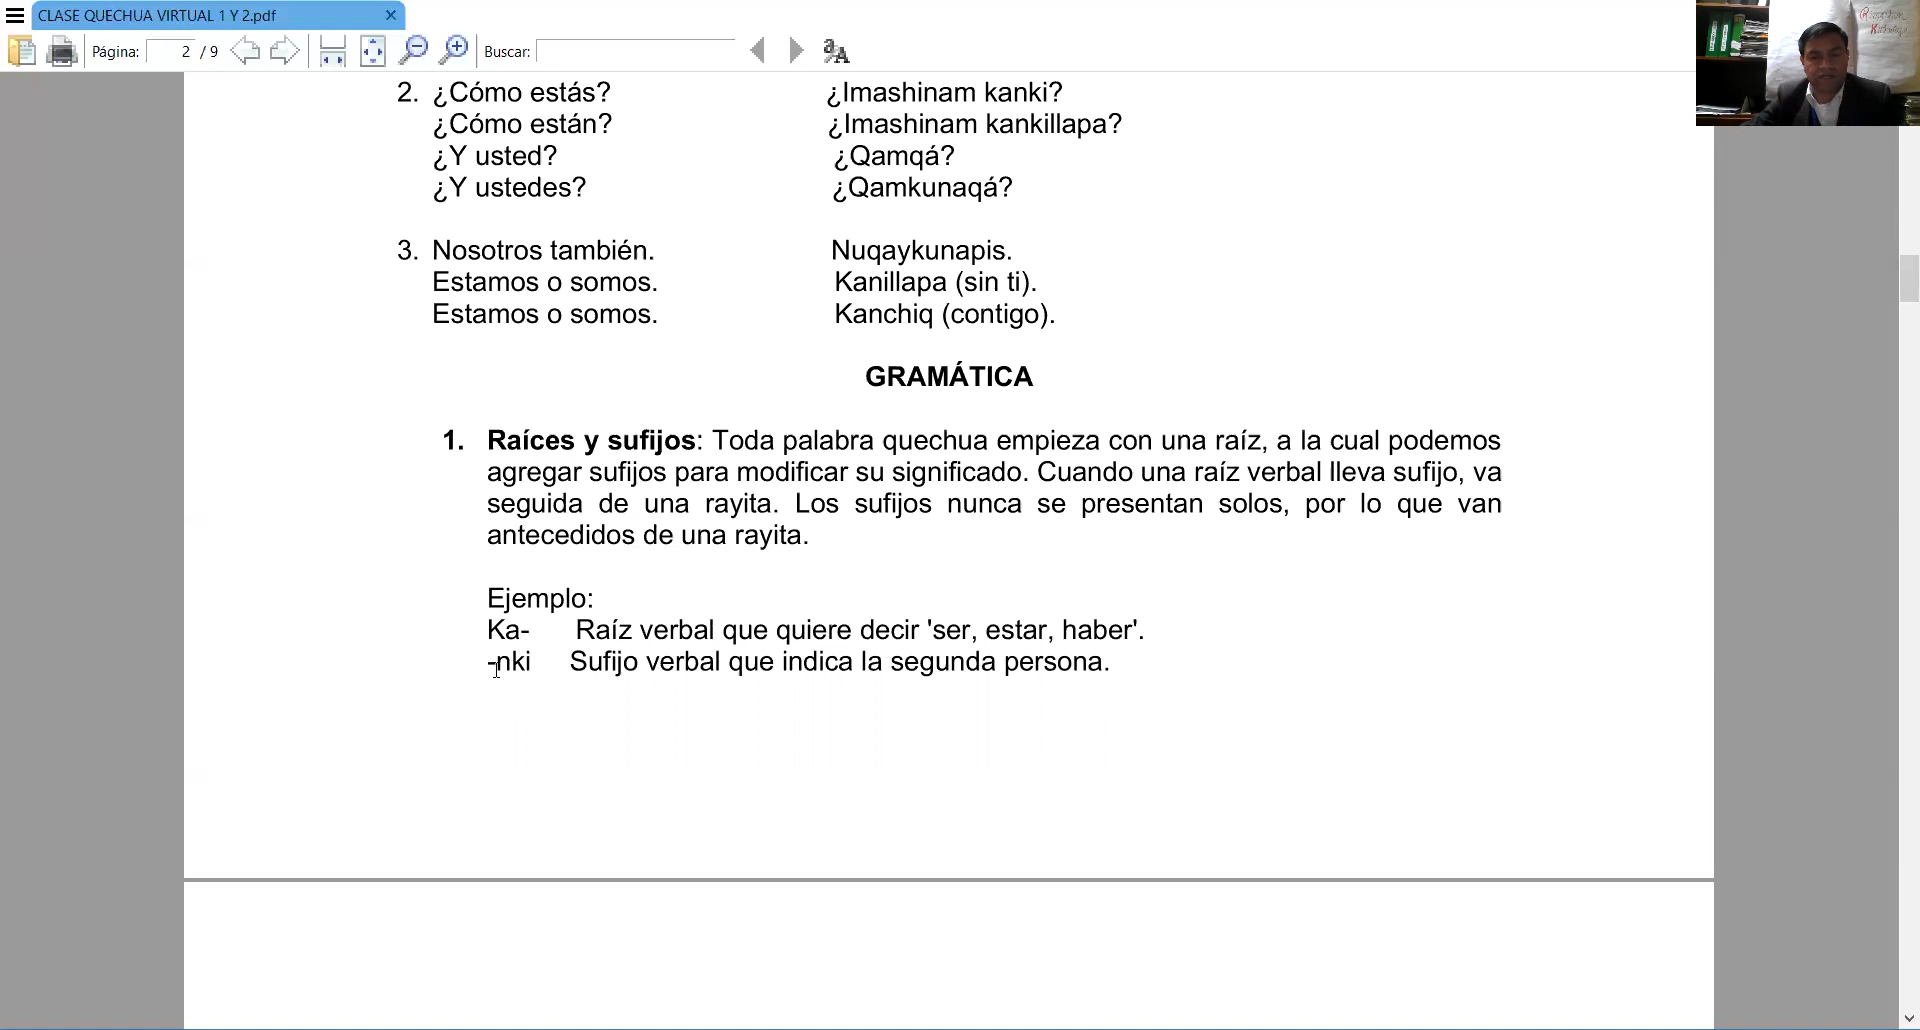 CLASE QUECHUA VIRTUAL 1 Y 2.pdf
Página: 2 / 9 Buscar:
2. ¿Cómo estás? ¿Imashinam kanki?
¿Cómo están? ¿Imashinam kankillapa?
¿Y usted? ¿Qamqá?
¿Y ustedes? ¿Qamkunaqá?
3. Nosotros también. Nuqaykunapis.
Estamos o somos. Kanillapa (sin ti).
Estamos o somos. Kanchiq (contigo).
GRAMÁTICA
1. Raíces y sufijos: Toda palabra quechua empieza con una raíz, a la cual podemos
agregar sufijos para modificar su significado. Cuando una raíz verbal lleva sufijo, va
seguida de una rayita. Los sufijos nunca se presentan solos, por lo que van
antecedidos de una rayita.
Ejemplo:
Ka- Raíz verbal que quiere decir 'ser, estar, haber'.
-nki Sufijo verbal que indica la segunda persona.